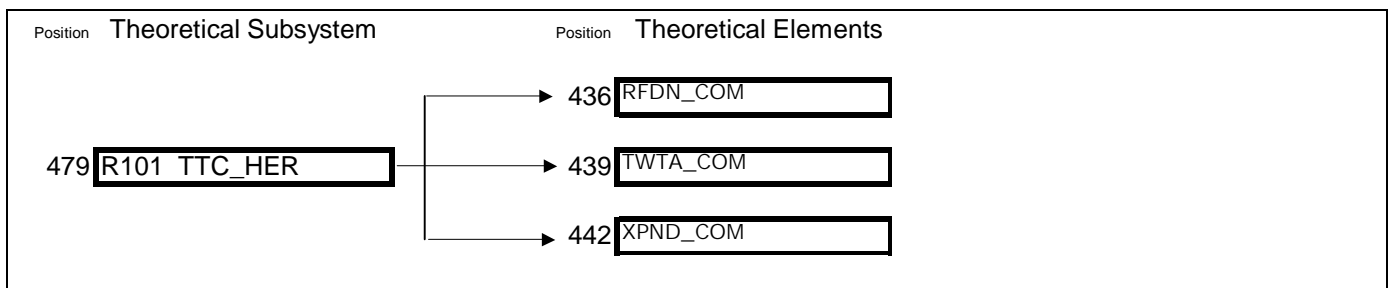 Position Theoretical Subsystem Position Theoretical Elements
436 RFDN_COM
479 R101 TTC_HER 439 TWTA_COM
442 XPND_COM